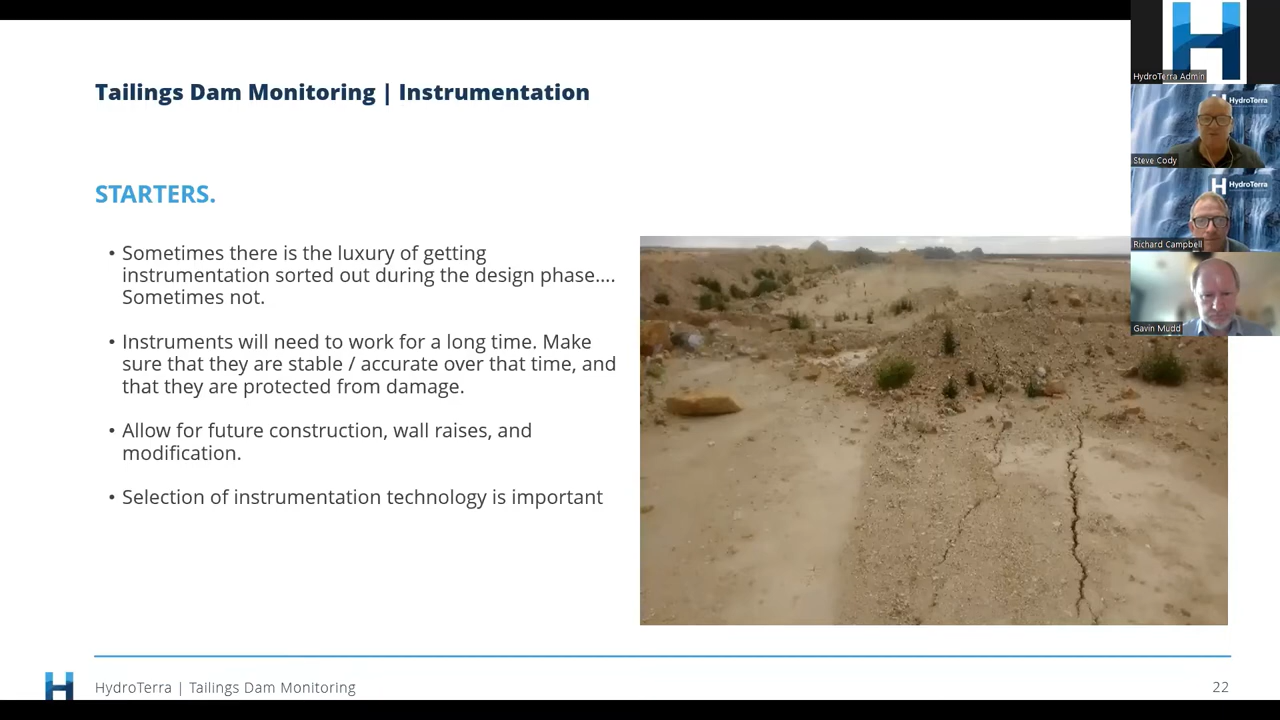 Tailings Dam Monitoring | Instrumentation
STARTERS.
• Sometimes there is the luxury of getting
instrumentation sorted out during the design phase....
Sometimes not.
• Instruments will need to work for a long time. Make
sure that they are stable / accurate over that time, and
that they are protected from damage.
• Allow for future construction, wall raises, and
modification.
• Selection of instrumentation technology is important
HydroTerra | Tailings Dam Monitoring
22
HydroTerra Admin
HydroTerra
Steve Cody
HydroTerra
Richard Campbell
Gavin Mudd